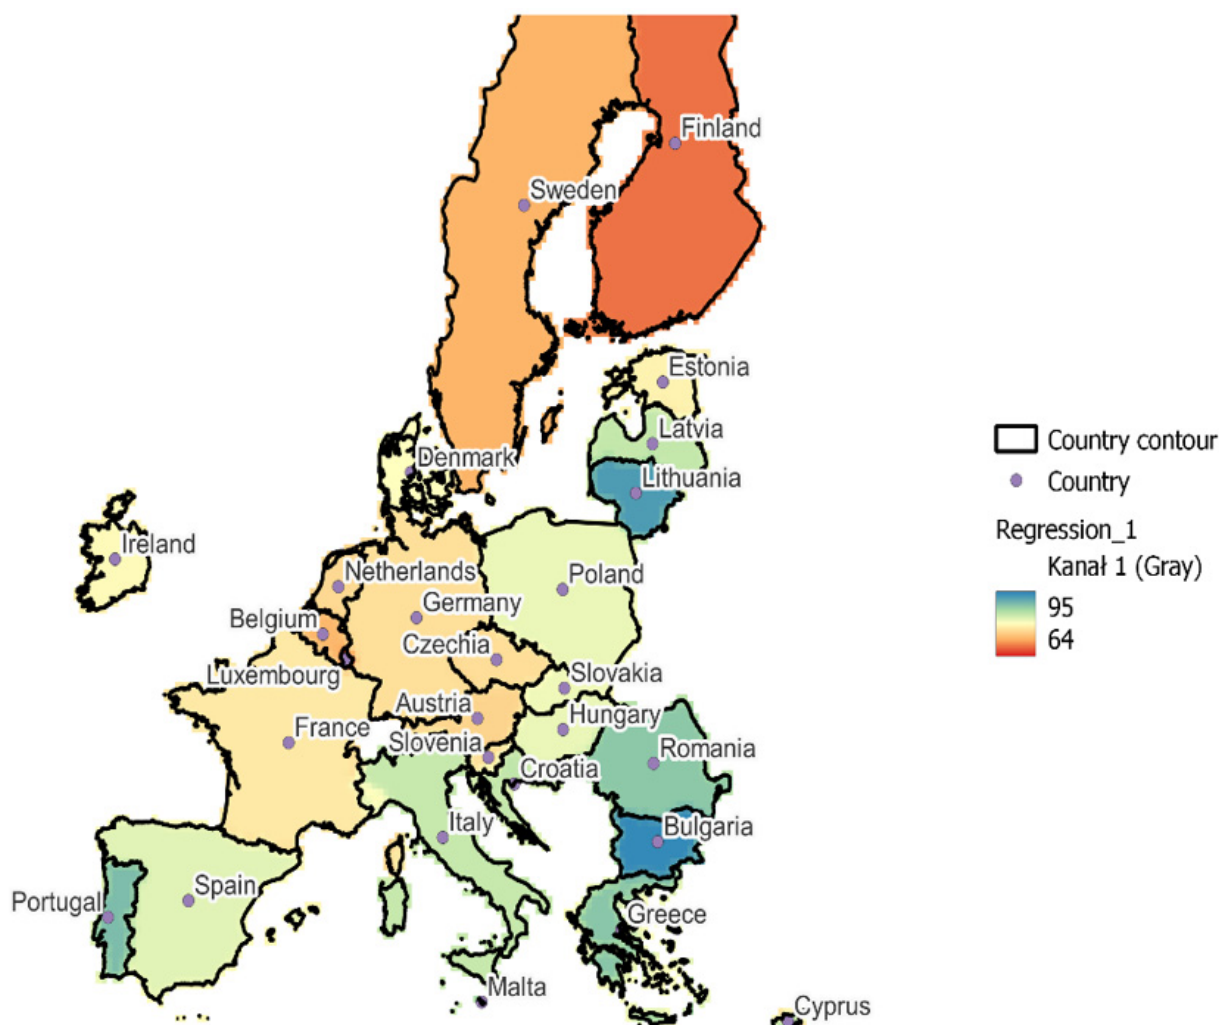 Finland
Sweden
Estonia
Latvia
Denmark
Lithuania
Ireland
Netherlands
Poland
Germany
Belgium
Czechia
Luxembourg
Slovakia
Austria
Hungary
France
Slovenia
Romania
Croatia
Italy
Bulgaria
Spain
Portugal
Greece
Malta
Cyprus
Country contour
Country
Regression_1
Kanał 1 (Gray)
95
64